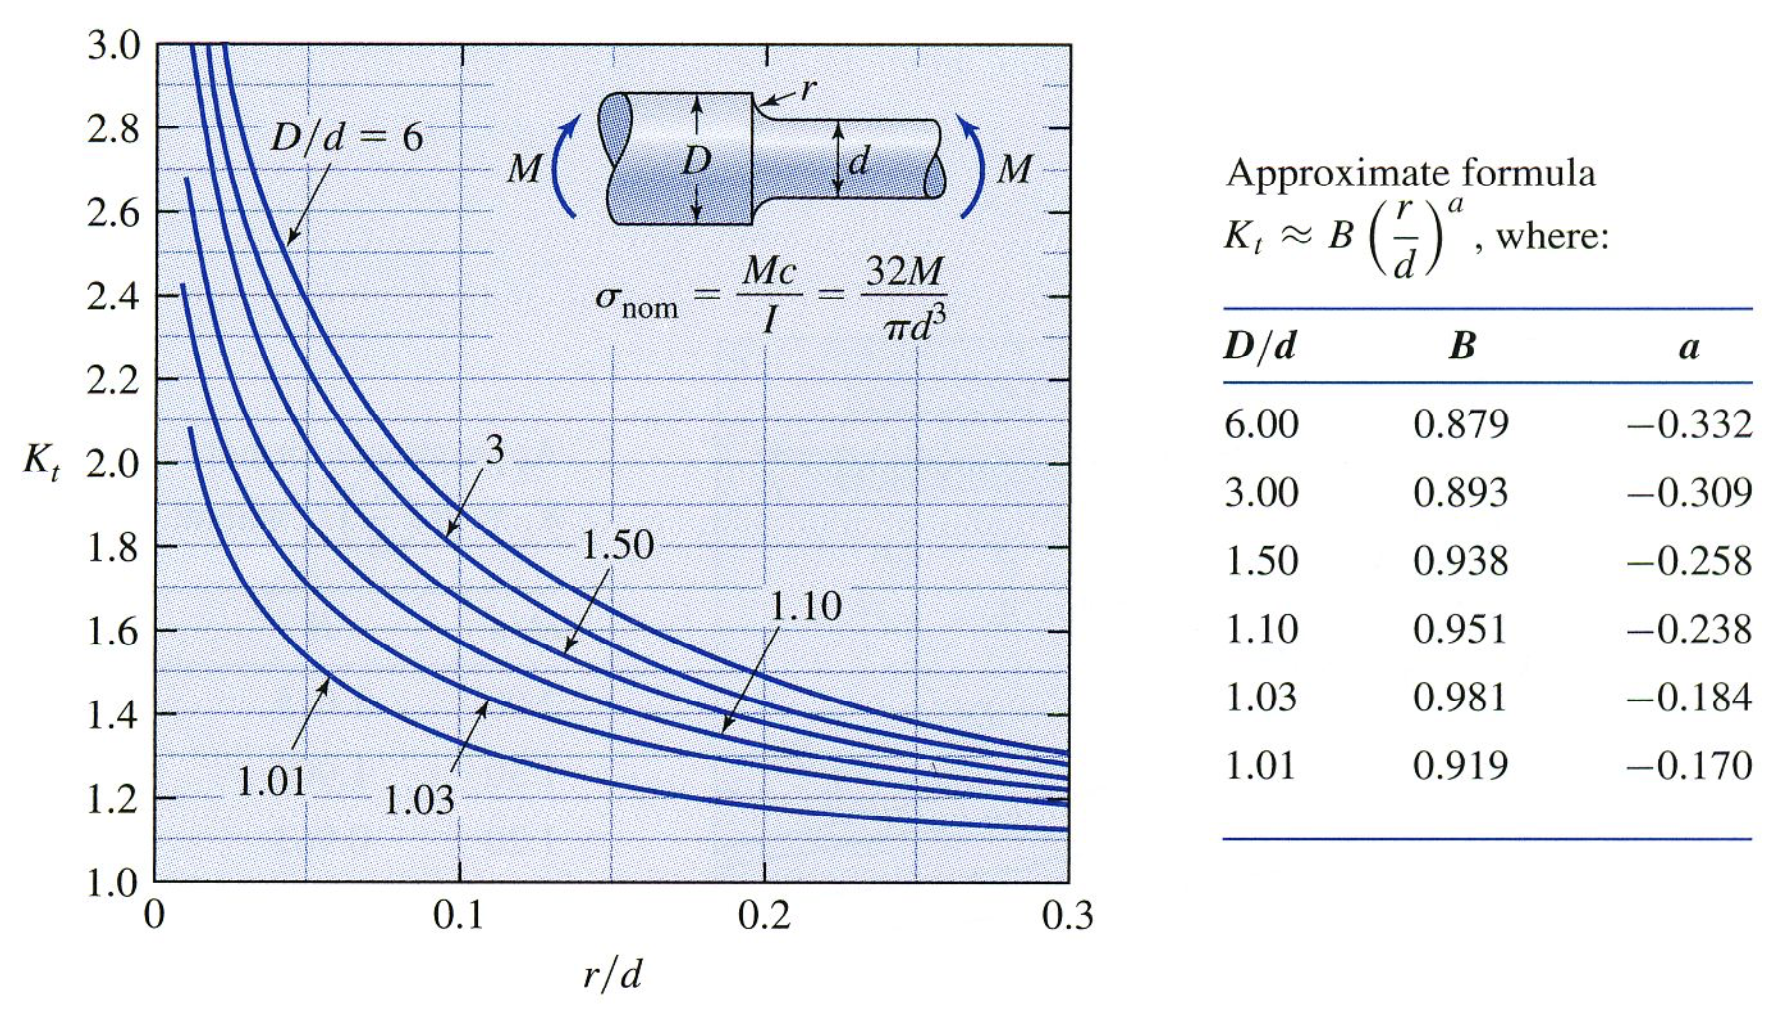 3.0
2.8
2.6
2.4
2.2
2.0
1.8
1.6
1.4
1.2
1.0
K_t
0 0.1 0.2 0.3
r/d
D/d = 6
3
1.50
1.10
1.01
1.03
r
M D d M
σ_nom = Mc/I = 32M/πd³
Approximate formula
K_t ≈ B (r/d)^a, where:
D/d B a
6.00 0.879 −0.332
3.00 0.893 −0.309
1.50 0.938 −0.258
1.10 0.951 −0.238
1.03 0.981 −0.184
1.01 0.919 −0.170